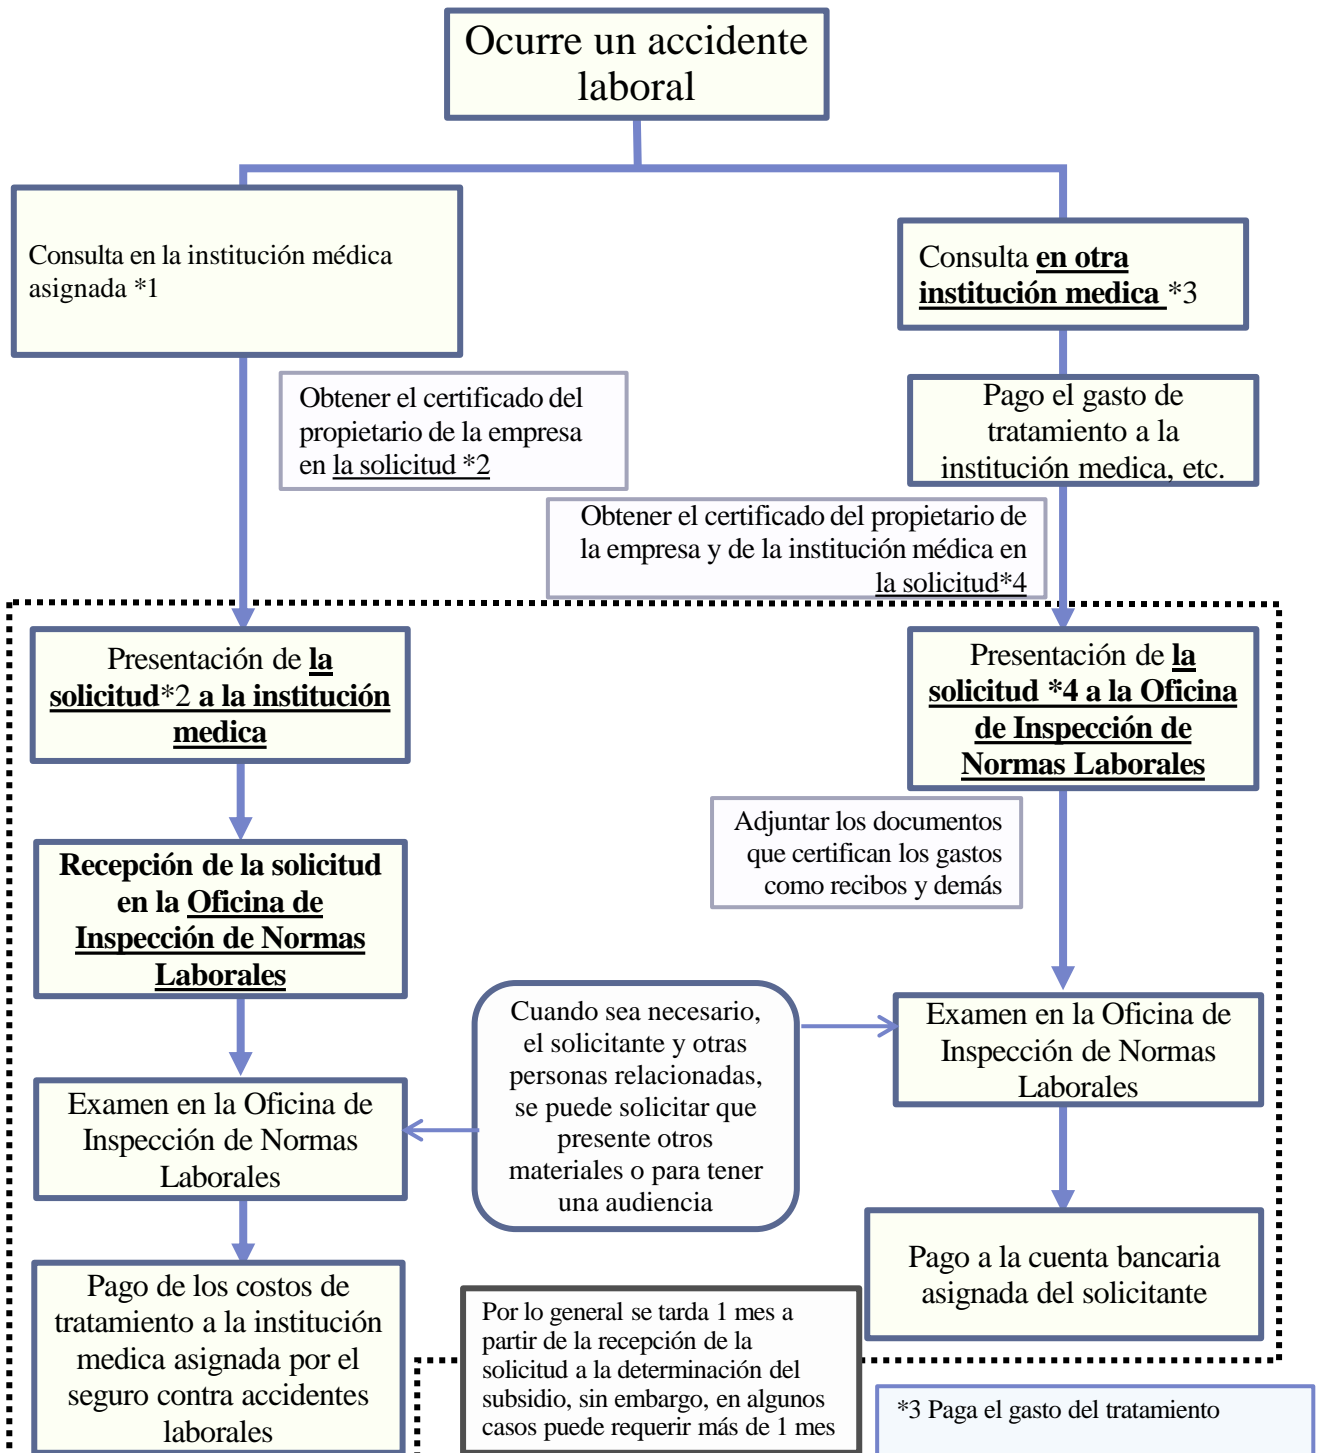 Ocurre un accidente
laboral
Consulta en la institución médica
asignada *1
Consulta en otra
institución medica *3
Obtener el certificado del
propietario de la empresa
en la solicitud *2
Pago el gasto de
tratamiento a la
institución medica, etc.
Obtener el certificado del propietario de
la empresa y de la institución médica en
la solicitud*4
Presentación de la
solicitud*2 a la institución
medica
Presentación de la
solicitud *4 a la Oficina
de Inspección de
Normas Laborales
Adjuntar los documentos
que certifican los gastos
como recibos y demás
Recepción de la solicitud
en la Oficina de
Inspección de Normas
Laborales
Cuando sea necesario,
el solicitante y otras
personas relacionadas,
se puede solicitar que
presente otros
materiales o para tener
una audiencia
Examen en la Oficina de
Inspección de Normas
Laborales
Examen en la Oficina de
Inspección de Normas
Laborales
Pago a la cuenta bancaria
asignada del solicitante
Pago de los costos de
tratamiento a la institución
medica asignada por el
seguro contra accidentes
laborales
Por lo general se tarda 1 mes a
partir de la recepción de la
solicitud a la determinación del
subsidio, sin embargo, en algunos
casos puede requerir más de 1 mes
*3 Paga el gasto del tratamiento